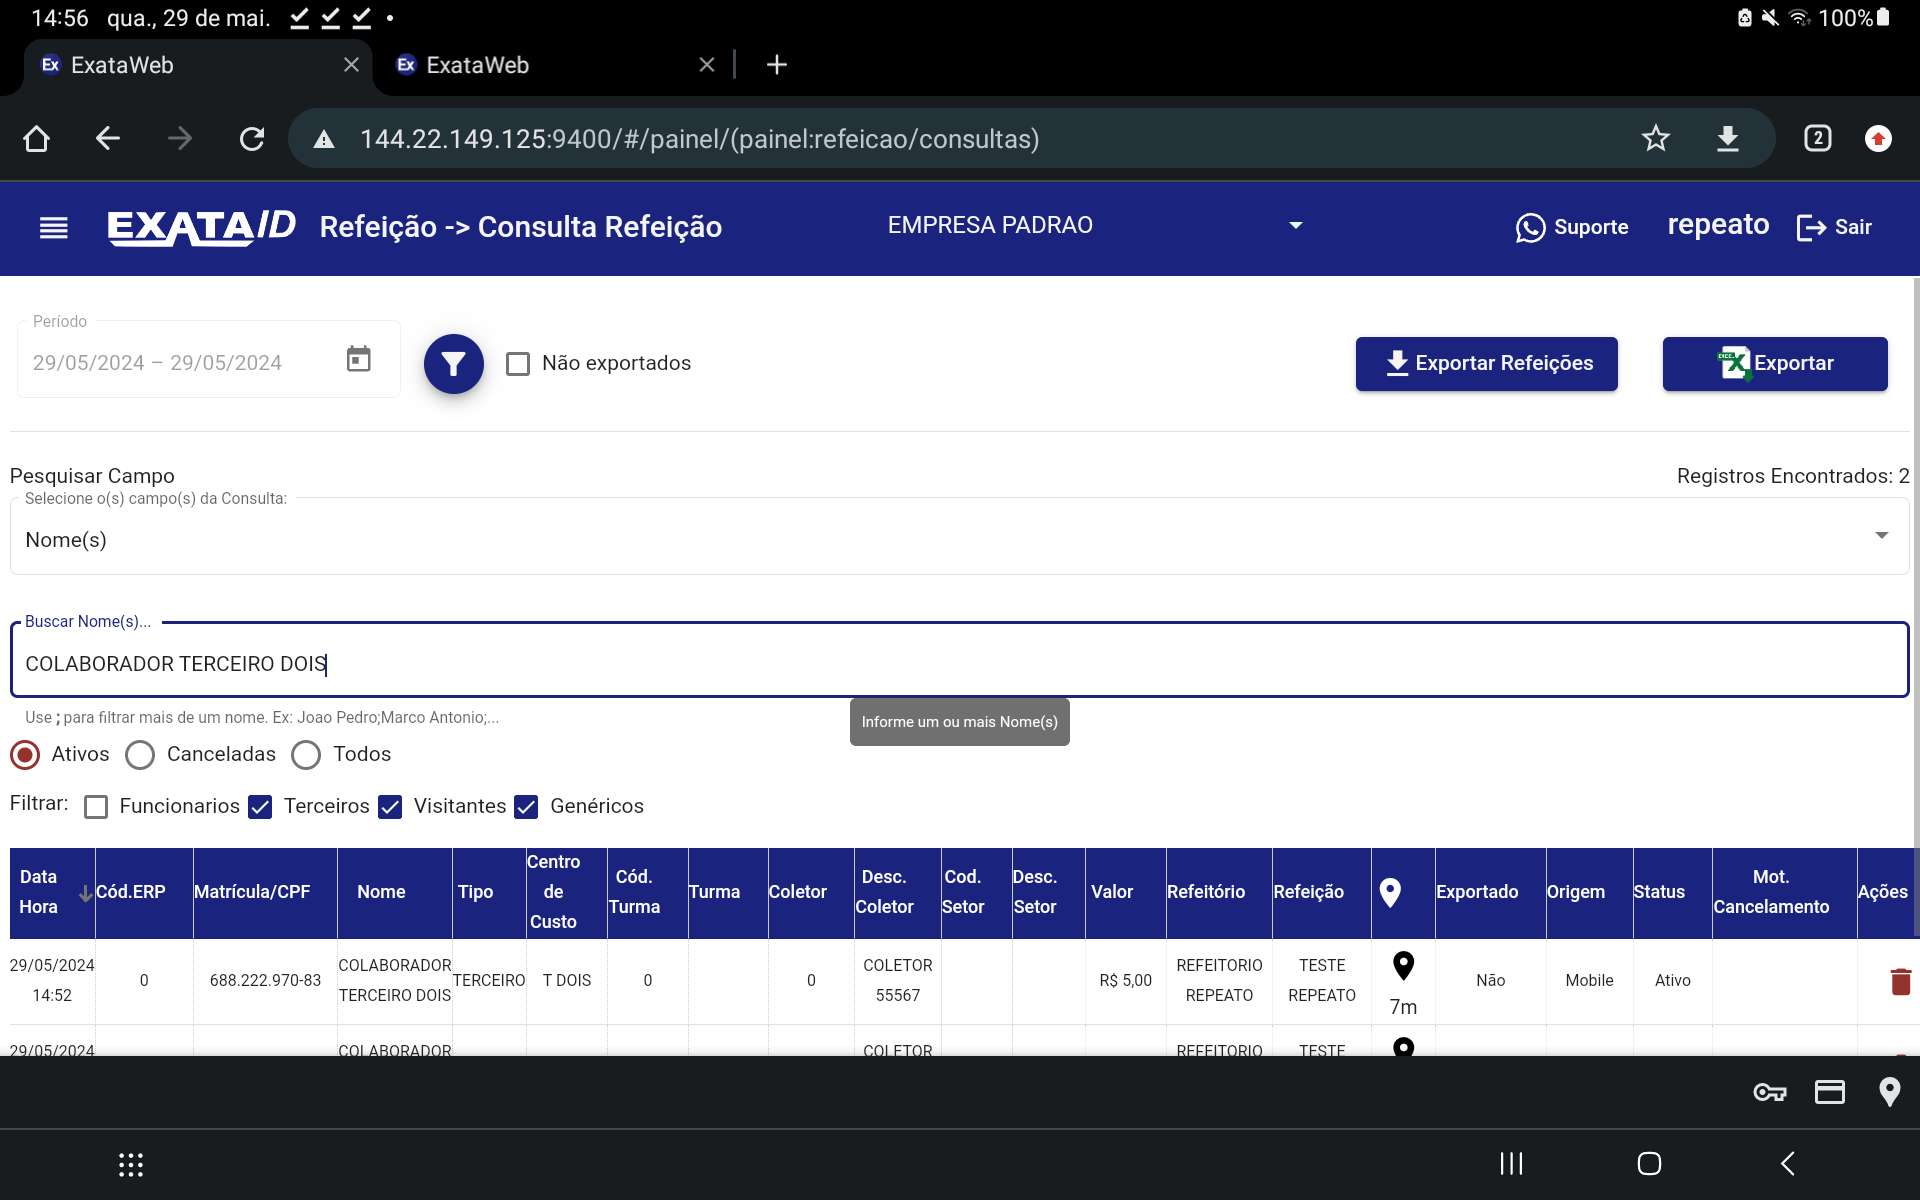 14:56 qua., 29 de mai.
100%
Ex ExataWeb
Ex ExataWeb
144.22.149.125:9400/#/painel/(painel:refeicao/consultas)
2
EXATA/ID Refeição -> Consulta Refeição EMPRESA PADRAO Suporte repeato Sair
Período
29/05/2024 – 29/05/2024
Não exportados
Exportar Refeições
Exportar
Pesquisar Campo
Registros Encontrados: 2
Selecione o(s) campo(s) da Consulta:
Nome(s)
Buscar Nome(s)...
COLABORADOR TERCEIRO DOIS
Use ; para filtrar mais de um nome. Ex: Joao Pedro;Marco Antonio;...
Informe um ou mais Nome(s)
Ativos Canceladas Todos
Filtrar: Funcionarios Terceiros Visitantes Genéricos
Data Hora Cód.ERP Matrícula/CPF Nome Tipo Centro de Custo Cód. Turma Turma Coletor Desc. Coletor Cod. Setor Desc. Setor Valor Refeitório Refeição Exportado Origem Status Mot. Cancelamento Ações
29/05/2024 14:52 0 688.222.970-83 COLABORADOR TERCEIRO DOIS TERCEIRO T DOIS 0 0 COLETOR 55567 R$ 5,00 REFEITORIO REPEATO TESTE REPEATO 7m Não Mobile Ativo
29/05/2024 COLABORADOR COLETOR REFEITORIO TESTE